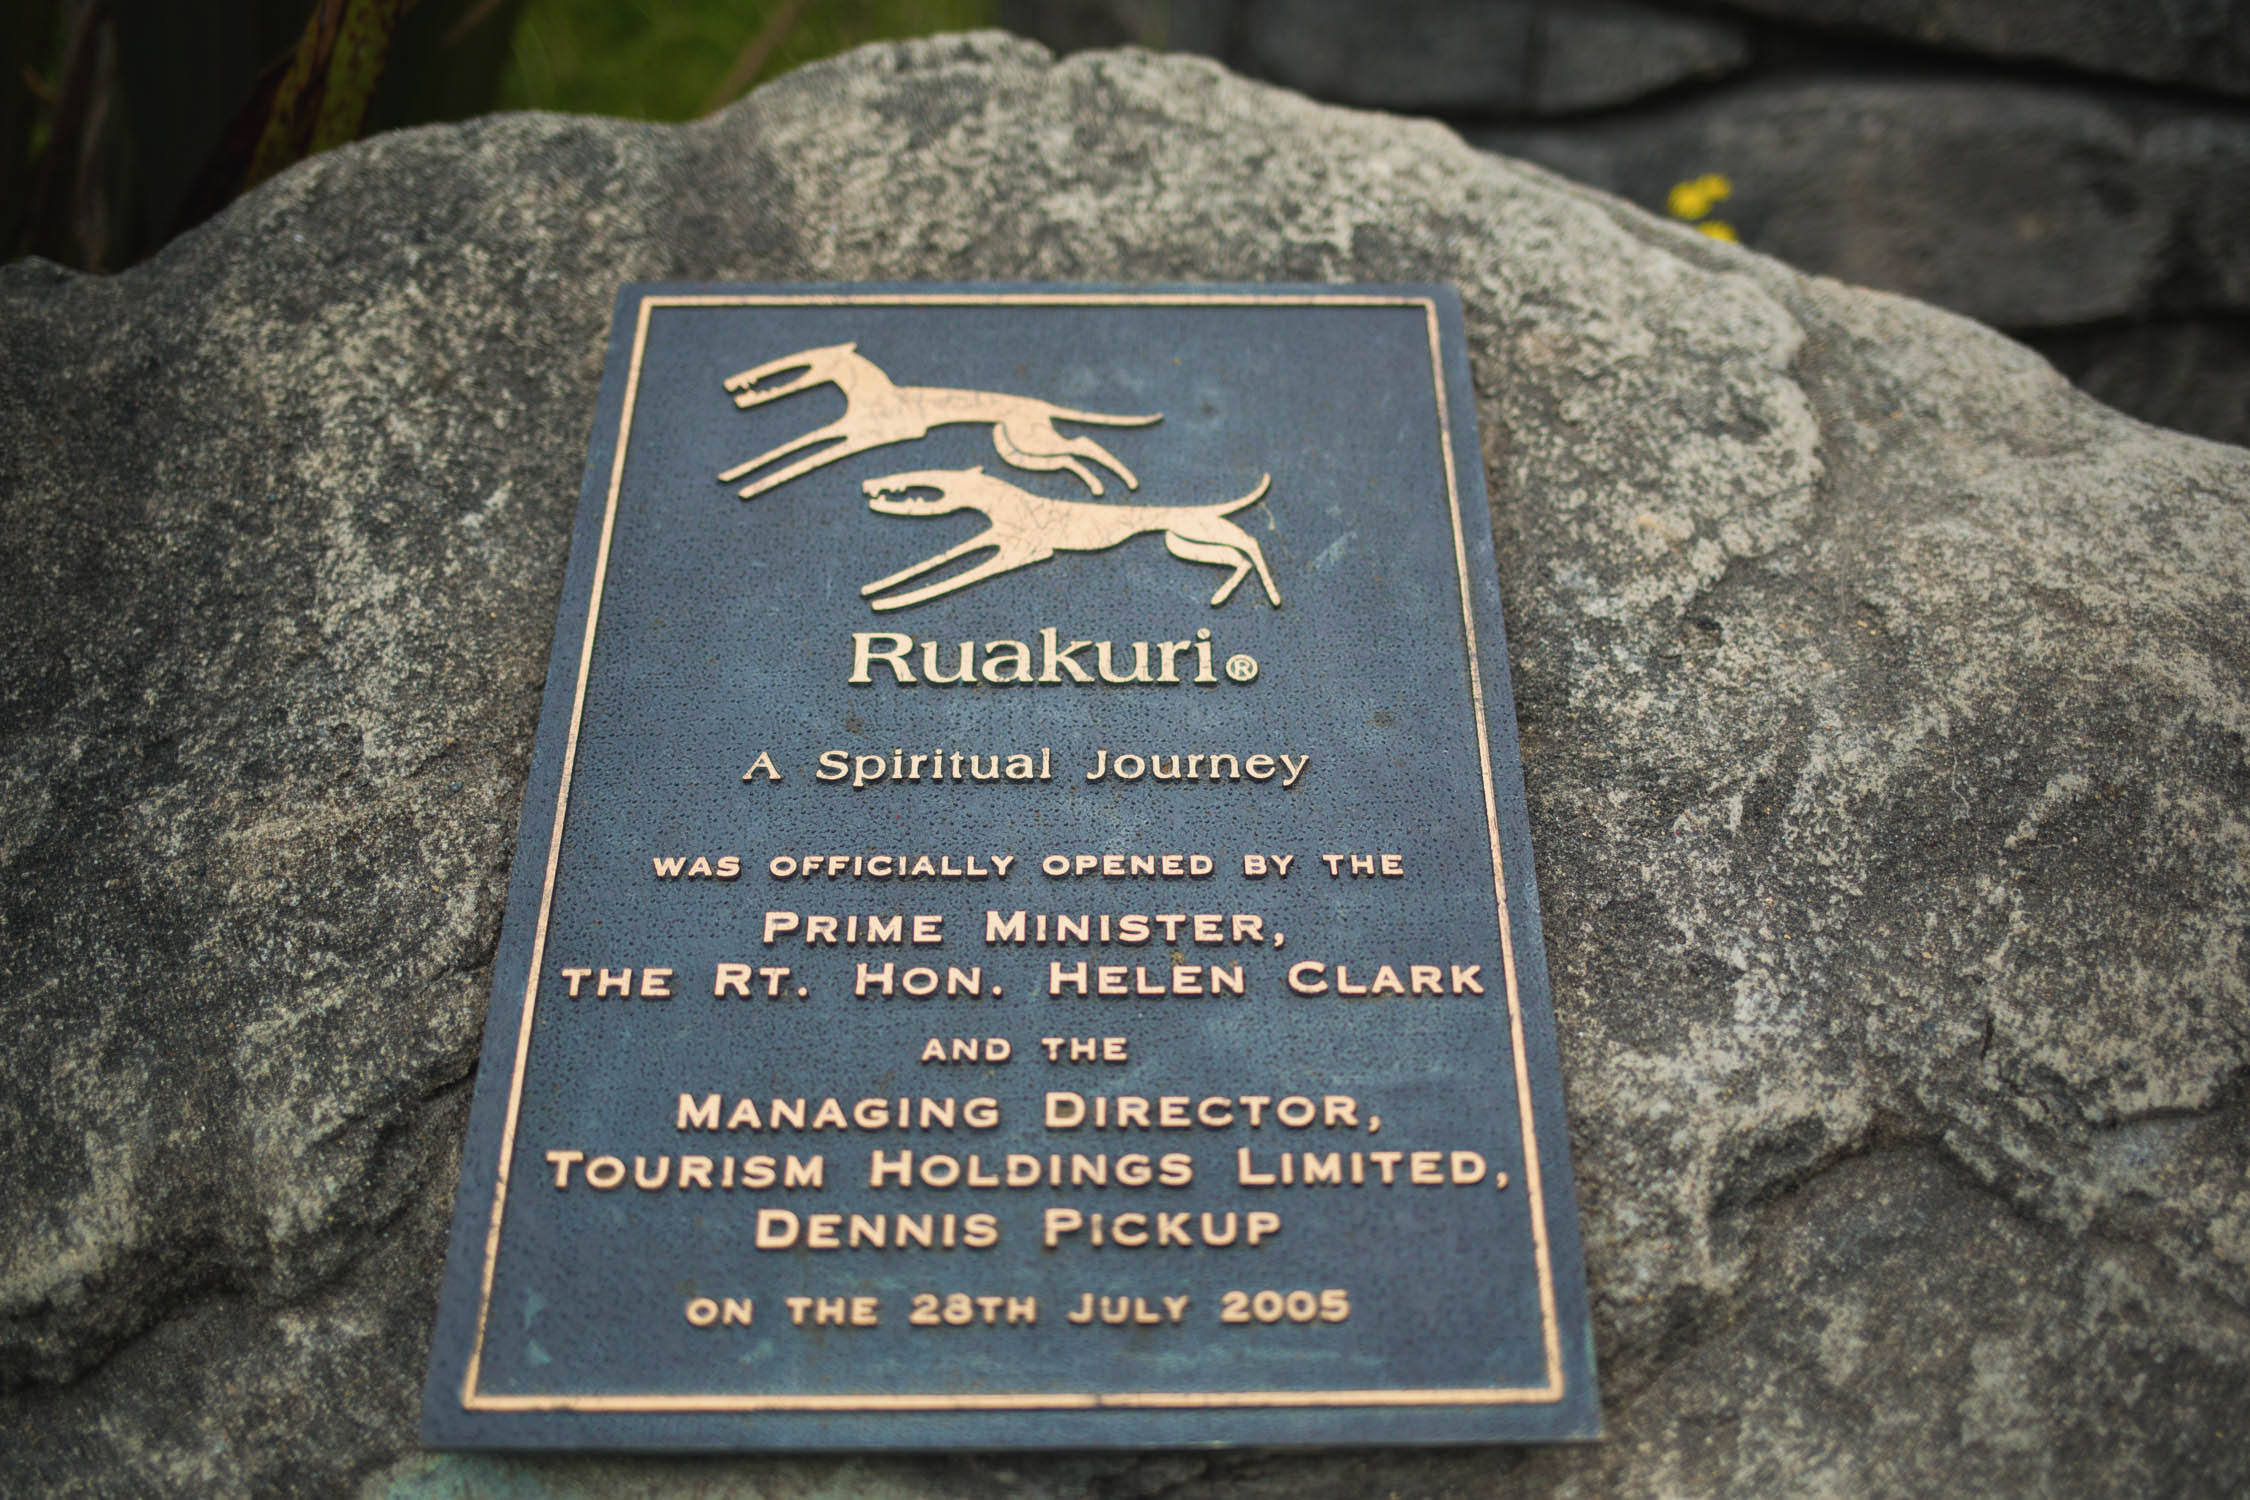 Ruakuri®
A Spiritual Journey
WAS OFFICIALLY OPENED BY THE
PRIME MINISTER,
THE RT. HON. HELEN CLARK
AND THE
MANAGING DIRECTOR,
TOURISM HOLDINGS LIMITED,
DENNIS PICKUP
ON THE 28TH JULY 2005